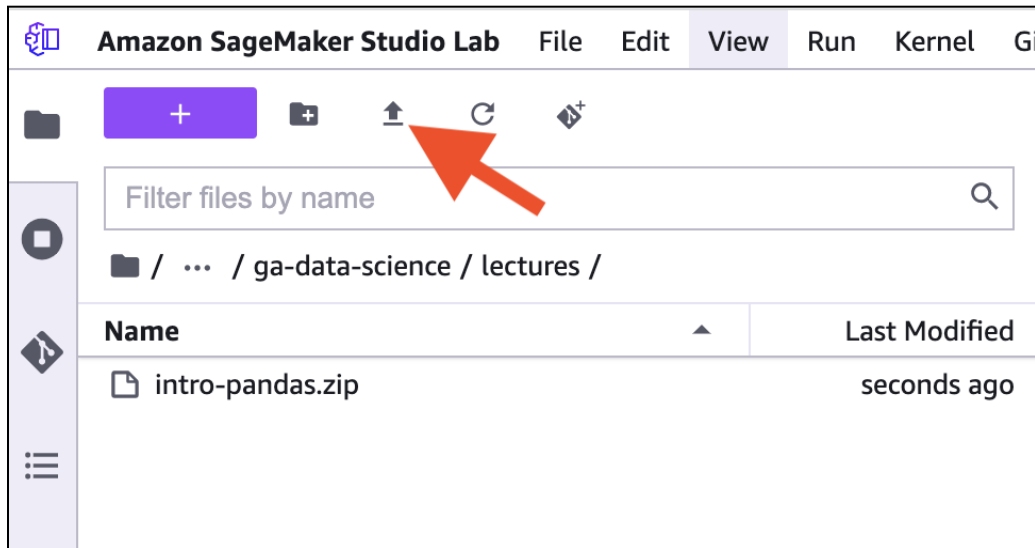 Amazon SageMaker Studio Lab File Edit View Run Kernel Gi
Filter files by name
/ ··· / ga-data-science / lectures /
Name Last Modified
intro-pandas.zip seconds ago